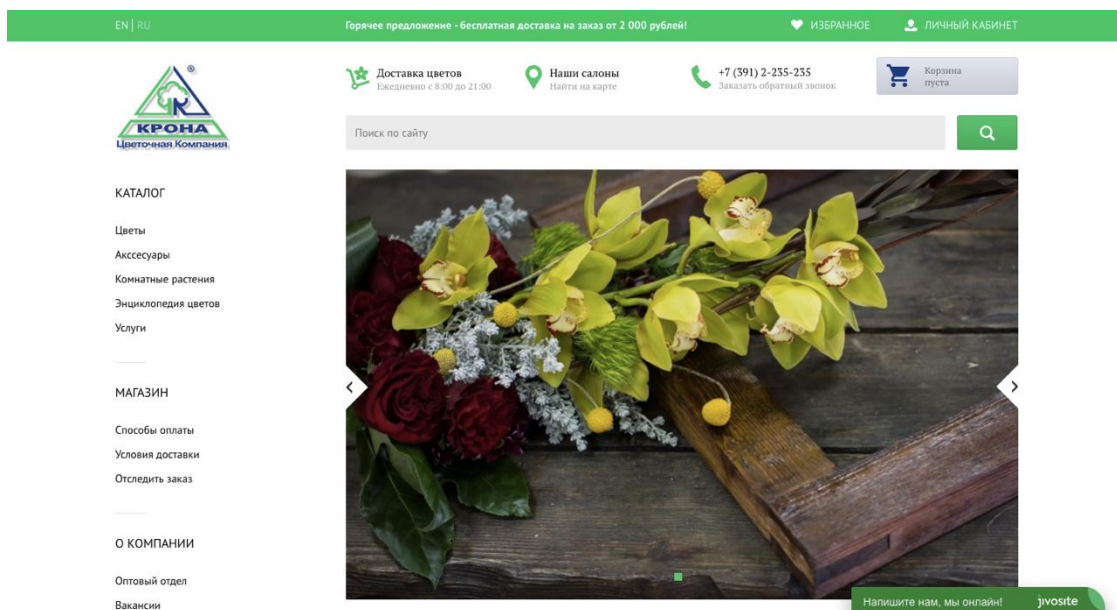 EN | RU
Горячее предложение - бесплатная доставка на заказ от 2 000 рублей!
ИЗБРАННОЕ
ЛИЧНЫЙ КАБИНЕТ
®
КРОНА
Цветочная Компания
Доставка цветов
Ежедневно с 8:00 до 21:00
Наши салоны
Найти на карте
+7 (391) 2-235-235
Заказать обратный звонок
Корзина
пуста
Поиск по сайту
КАТАЛОГ
Цветы
Акссесуары
Комнатные растения
Энциклопедия цветов
Услуги
МАГАЗИН
Способы оплаты
Условия доставки
Отследить заказ
О КОМПАНИИ
Оптовый отдел
Вакансии
Напишите нам, мы онлайн!
jivosite